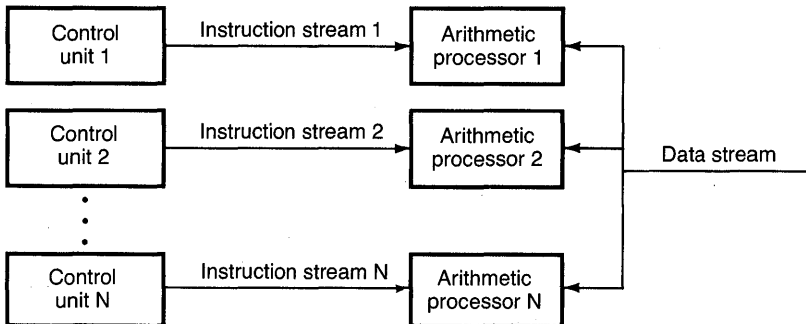 Control
unit 1
Instruction stream 1
Arithmetic
processor 1
Control
unit 2
Instruction stream 2
Arithmetic
processor 2
Data stream
Control
unit N
Instruction stream N
Arithmetic
processor N